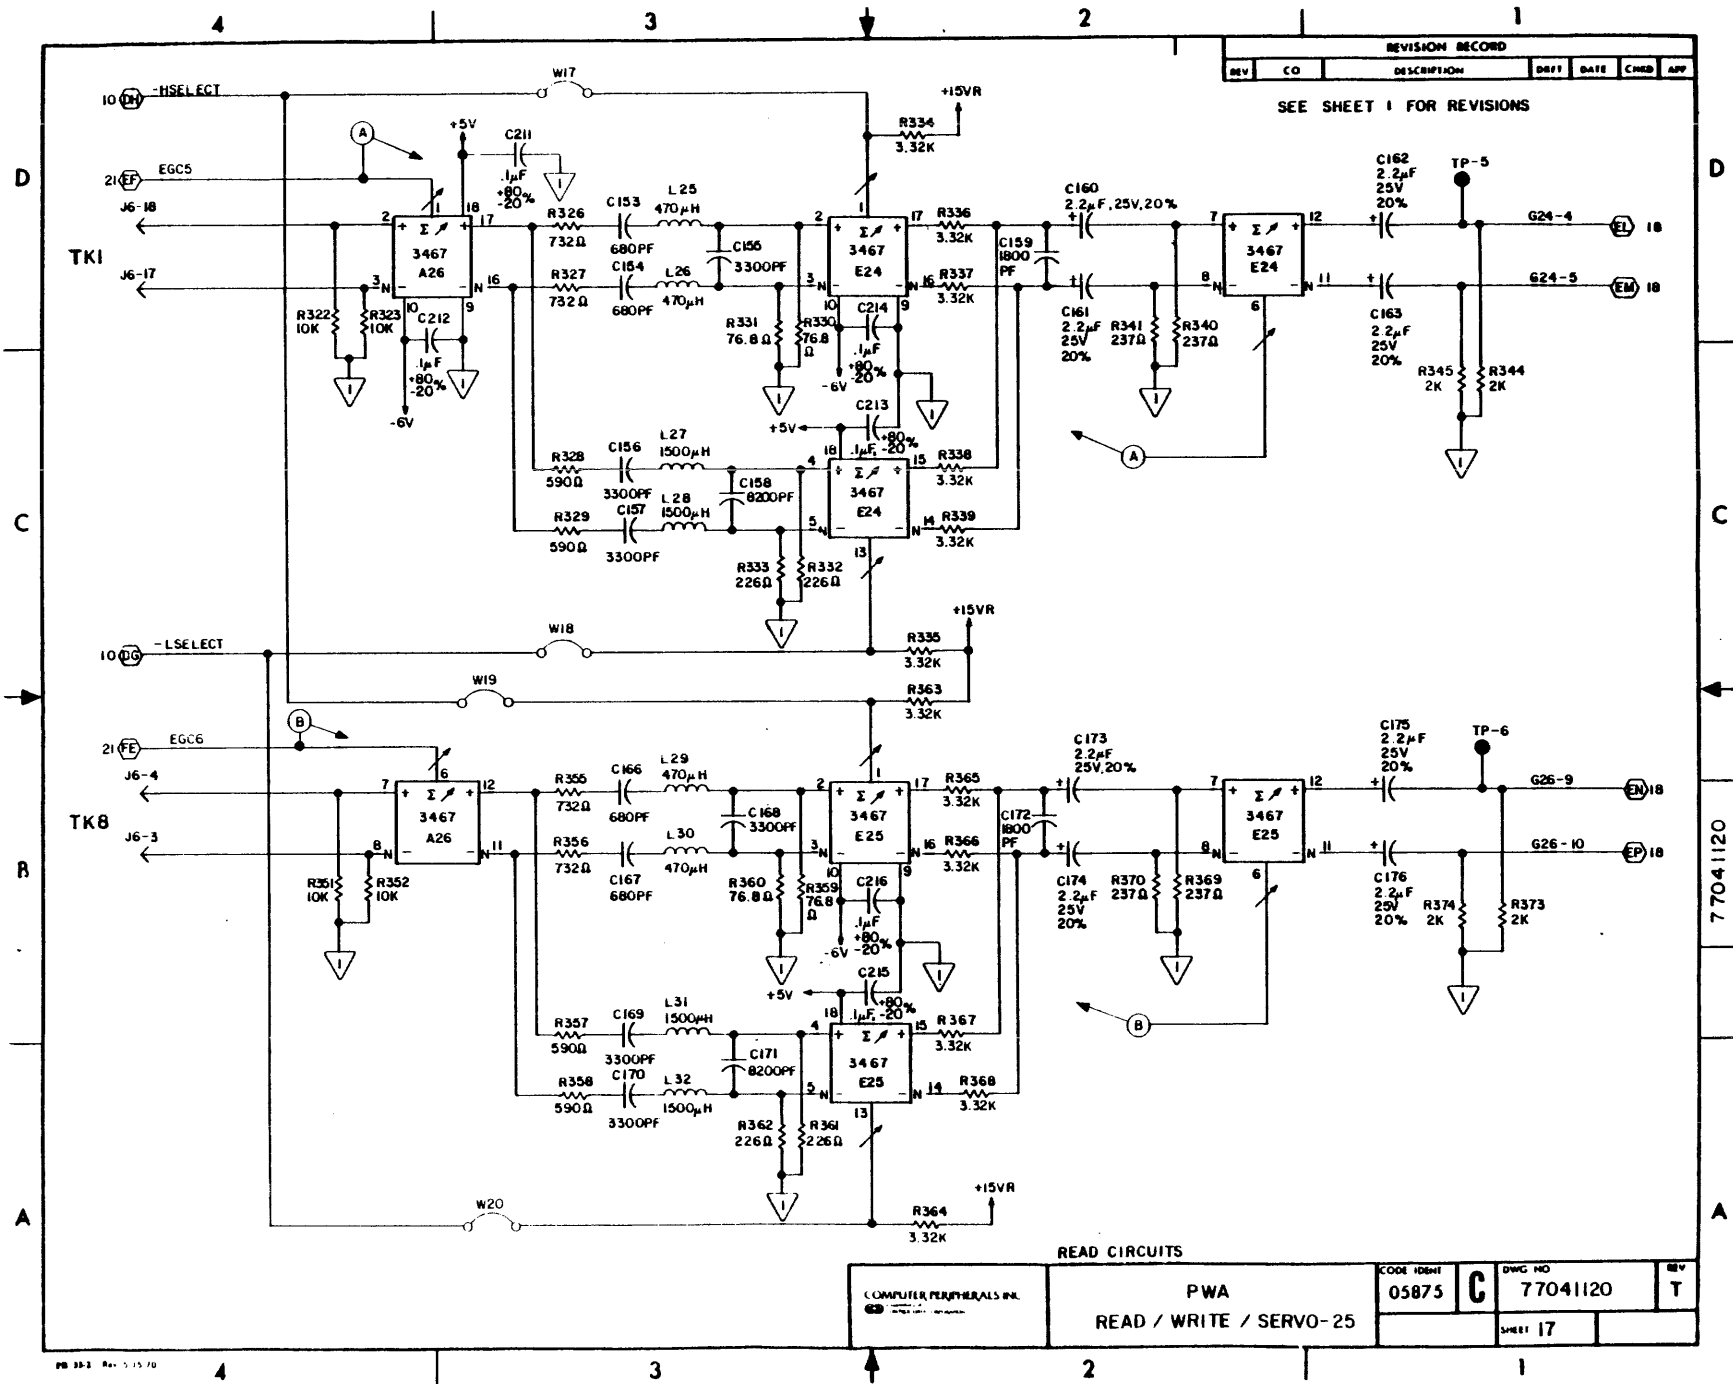 4 3 2 1
REVISION RECORD
REV CO DESCRIPTION DRFT DATE CHKD APP
SEE SHEET 1 FOR REVISIONS
D
C
B
A
D
C
A
77041120
10 DH -HSELECT
W17
+15VR
R334
3.32K
A
+5V
C211
.1µF
+80%
-20%
21 EF EGC5
J6-18
TK1
J6-17
2 1 18 17
Σ
3467
A26
3 N 10 9 N 16
R322
10K
R323
10K
C212
.1µF
+80%
-20%
-6V
R326
732Ω
C153
680PF
L25
470µH
R327
732Ω
C154
680PF
L26
470µH
C155
3300PF
R331
76.8Ω
R330
76.8
Ω
2 1 17
Σ
3467
E24
3 N 10 9 N 16
C214
.1µF
+80%
-20%
-6V
R336
3.32K
R337
3.32K
C159
1800
PF
C160
2.2µF,25V,20%
C161
2.2µF
25V
20%
R341
237Ω
R340
237Ω
7 12
Σ
3467
E24
8 N 6 N 11
C162
2.2µF
25V
20%
TP-5
G24-4
EL 18
G24-5
EM 18
C163
2.2µF
25V
20%
R345
2K
R344
2K
A
+5V
C213
+80%
.1µF,-20%
R328
590Ω
C156
3300PF
L27
1500µH
R329
590Ω
C157
3300PF
L28
1500µH
C158
8200PF
R333
226Ω
R332
226Ω
4 18 15
Σ
3467
E24
5 N 13 N 14
R338
3.32K
R339
3.32K
10 DG -LSELECT
W18
+15VR
R335
3.32K
W19
R363
3.32K
B
21 FE EGC6
J6-4
TK8
J6-3
7 6 12
Σ
3467
A26
8 N N 11
R351
10K
R352
10K
R355
732Ω
C166
680PF
L29
470µH
R356
732Ω
C167
680PF
L30
470µH
C168
3300PF
R360
76.8Ω
R359
76.8
Ω
2 1 17
Σ
3467
E25
3 N 10 9 N 16
C216
.1µF
+80%
-20%
-6V
R365
3.32K
R366
3.32K
C172
1800
PF
C173
2.2µF
25V,20%
C174
2.2µF
25V
20%
R370
237Ω
R369
237Ω
7 12
Σ
3467
E25
8 N 6 N 11
C175
2.2µF
25V
20%
TP-6
G26-9
EN 18
G26-10
EP 18
C176
2.2µF
25V
20%
R374
2K
R373
2K
B
+5V
C215
+80%
.1µF,-20%
R357
590Ω
C169
3300PF
L31
1500µH
R358
590Ω
C170
3300PF
L32
1500µH
C171
8200PF
R362
226Ω
R361
226Ω
4 18 15
Σ
3467
E25
5 N 13 N 14
R367
3.32K
R368
3.32K
W20
+15VR
R364
3.32K
READ CIRCUITS
COMPUTER PERIPHERALS INC.
PWA
READ / WRITE / SERVO-25
CODE IDENT
05875
C
DWG NO
77041120
REV
T
SHEET 17
4 3 2 1